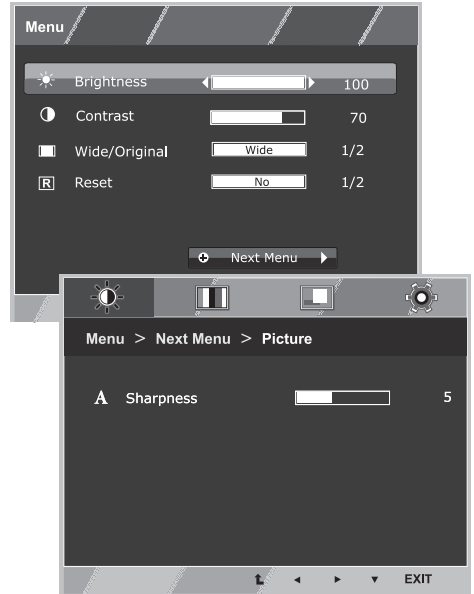 Menu
Brightness 100
Contrast 70
Wide/Original Wide 1/2
R Reset No 1/2
Next Menu
Menu > Next Menu > Picture
A Sharpness 5
EXIT